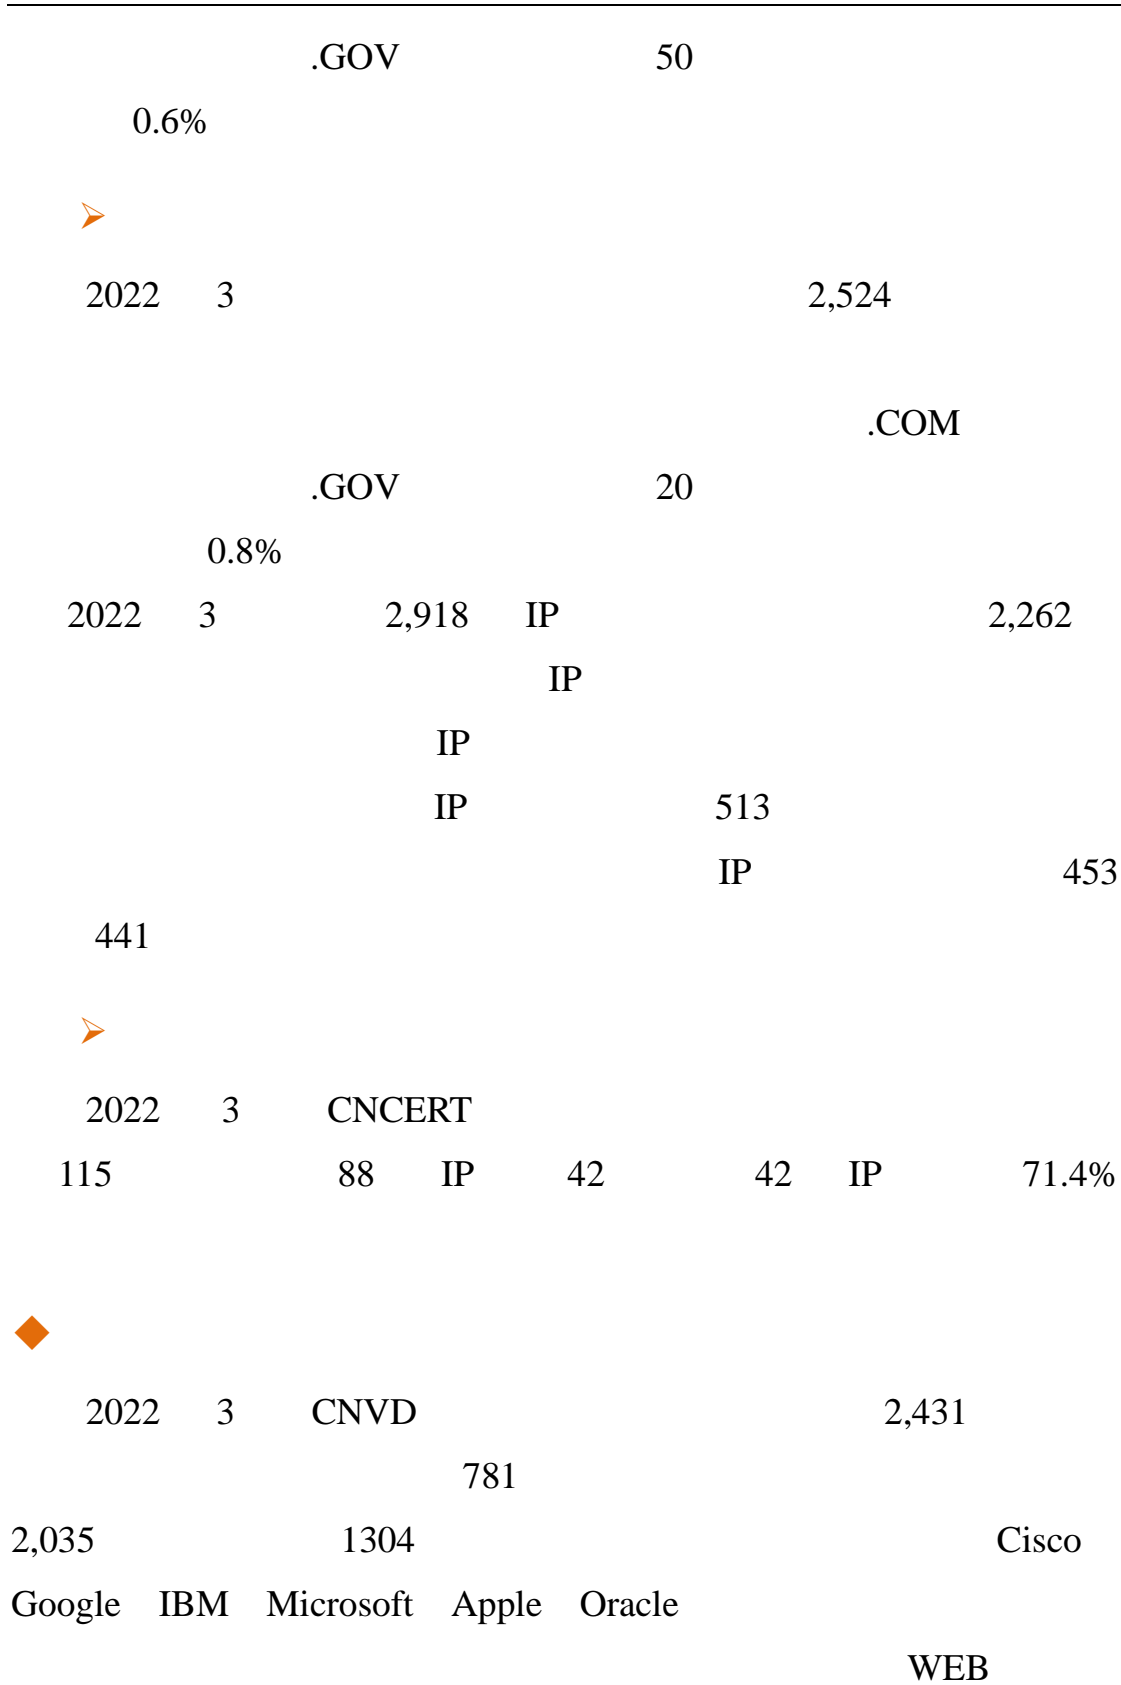 .GOV 50
0.6%
2022 3 2,524
.COM
.GOV 20
0.8%
2022 3 2,918 IP 2,262
IP
IP
IP 513
IP 453
441
2022 3 CNCERT
115 88 IP 42 42 IP 71.4%
2022 3 CNVD 2,431
781
2,035 1304 Cisco
Google IBM Microsoft Apple Oracle
WEB